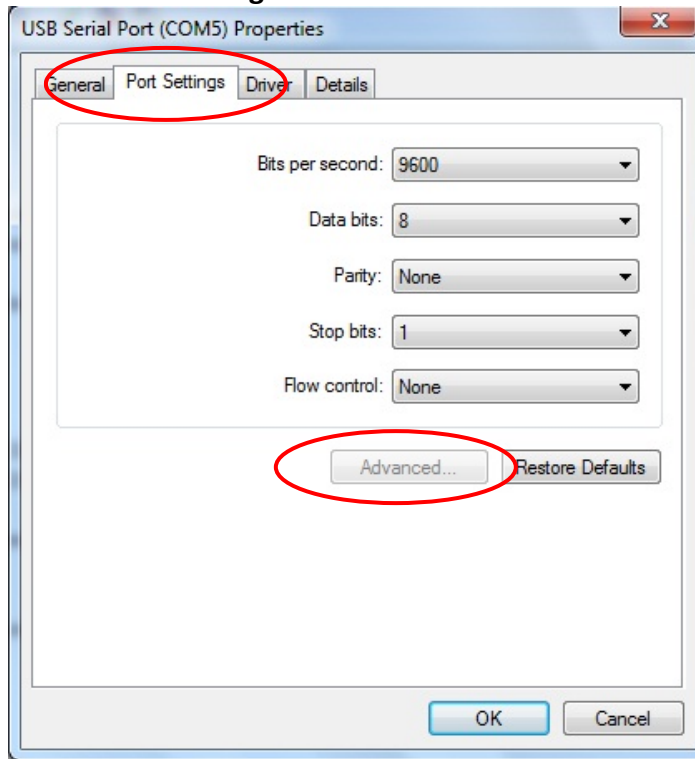 USB Serial Port (COM5) Properties
General Port Settings Driver Details
Bits per second: 9600
Data bits: 8
Parity: None
Stop bits: 1
Flow control: None
Advanced... Restore Defaults
OK Cancel